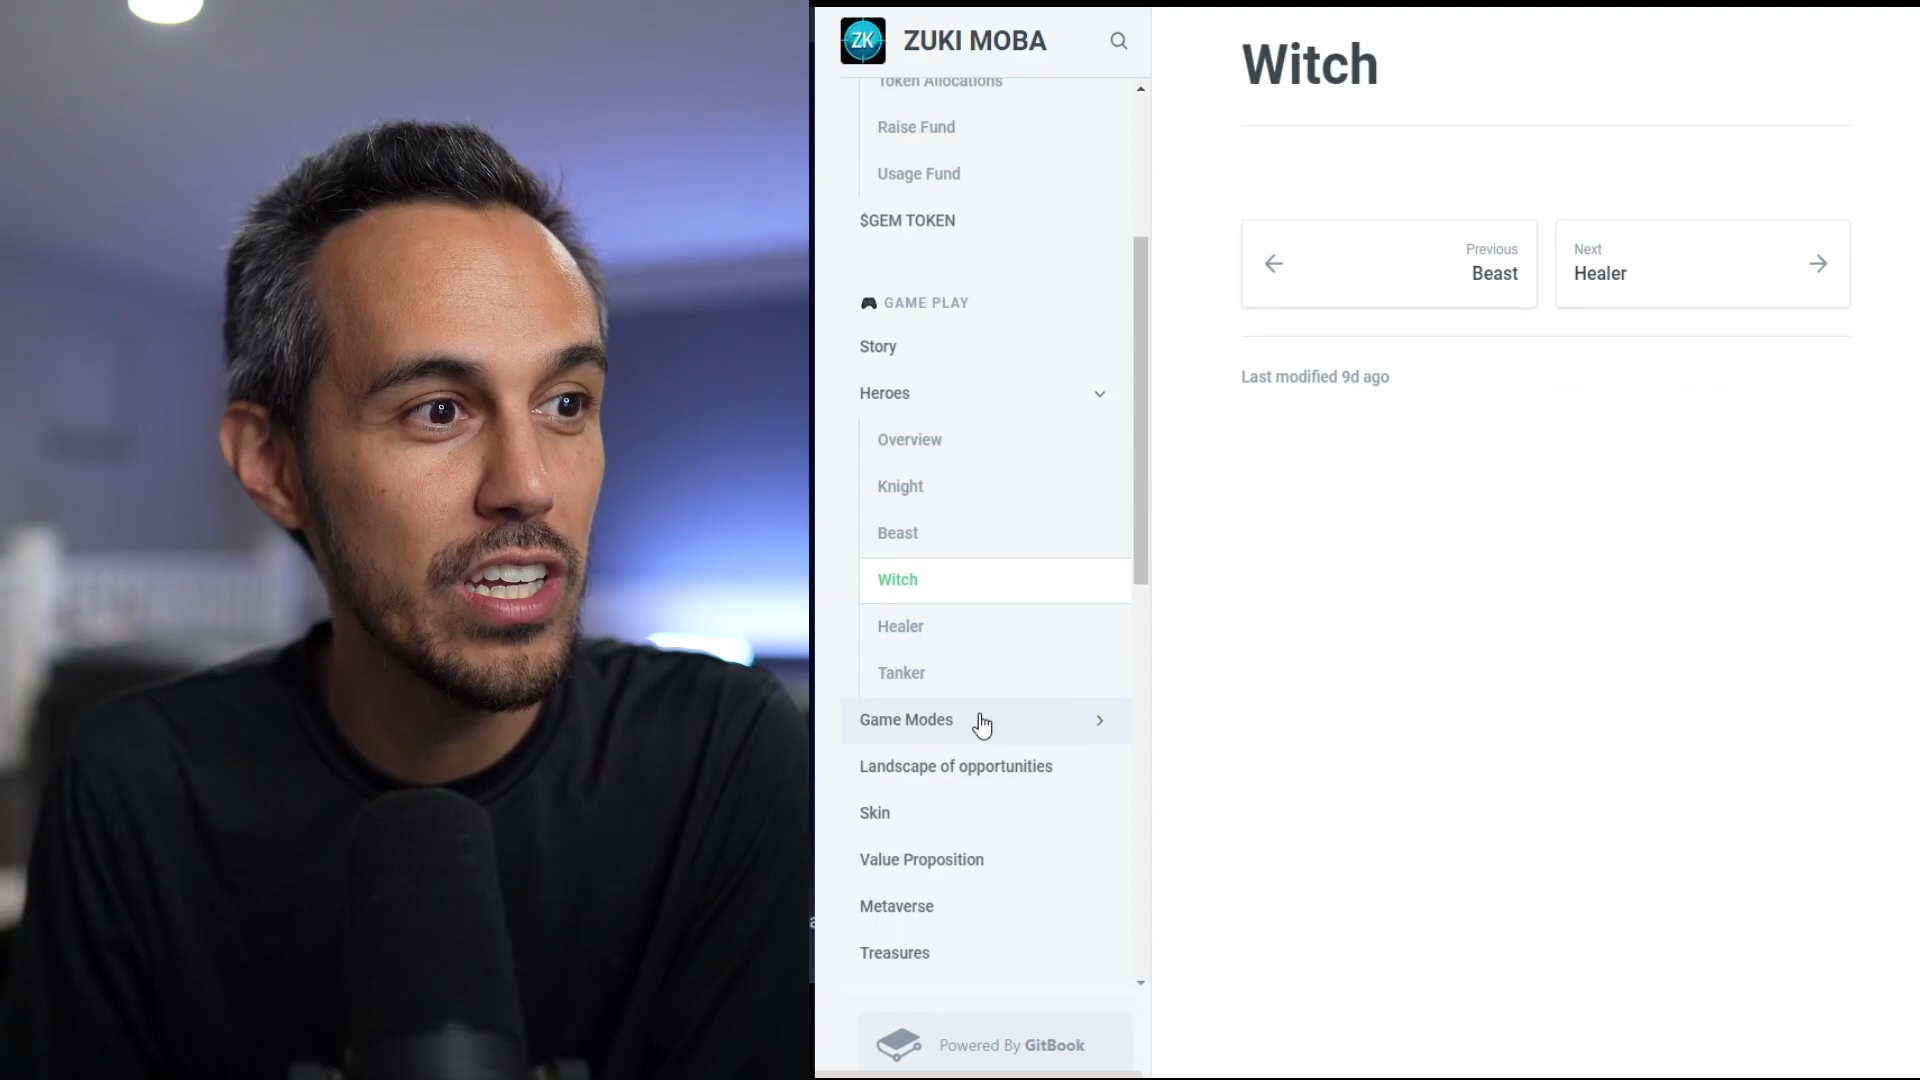 ZK
ZUKI MOBA
Token Allocations
Raise Fund
Usage Fund
$GEM TOKEN
GAME PLAY
Story
Heroes
Overview
Knight
Beast
Witch
Healer
Tanker
Game Modes
Landscape of opportunities
Skin
Value Proposition
Metaverse
Treasures
Powered By GitBook
Witch
Previous
Beast
Next
Healer
Last modified 9d ago